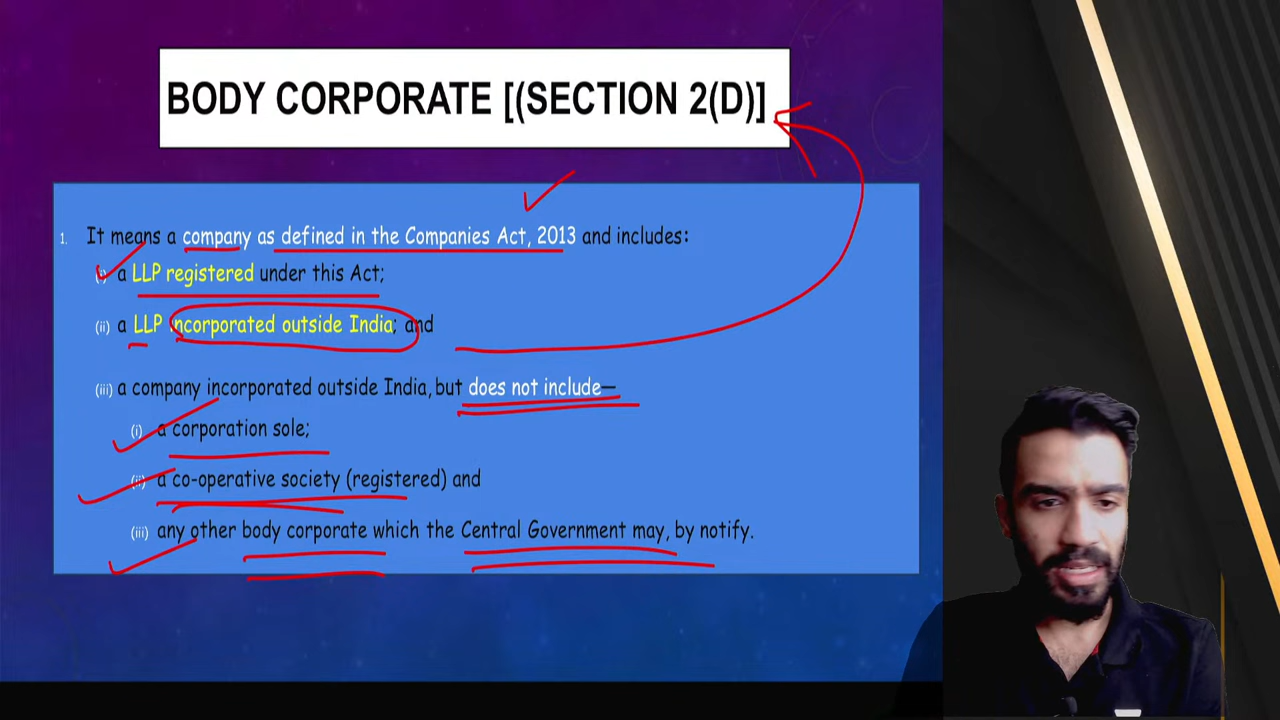 BODY CORPORATE [(SECTION 2(D)]
1. It means a company as defined in the Companies Act, 2013 and includes:
(i) a LLP registered under this Act;
(ii) a LLP incorporated outside India; and
(iii) a company incorporated outside India, but does not include—
(i) a corporation sole;
(ii) a co-operative society (registered) and
(iii) any other body corporate which the Central Government may, by notify.